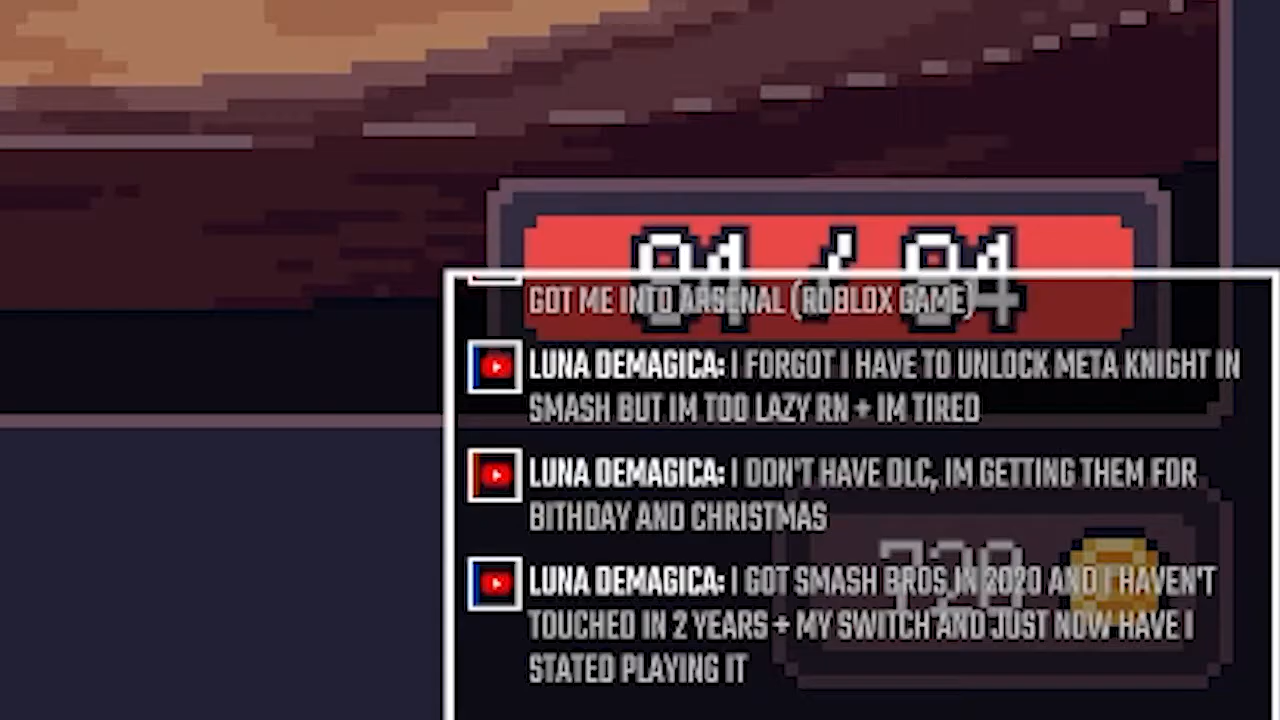 01 / 01
GOT ME INTO ARSENAL (ROBLOX GAME)
LUNA DEMAGICA: I FORGOT I HAVE TO UNLOCK META KNIGHT IN
SMASH BUT IM TOO LAZY RN + IM TIRED
LUNA DEMAGICA: I DON'T HAVE DLC, IM GETTING THEM FOR
BITHDAY AND CHRISTMAS
LUNA DEMAGICA: I GOT SMASH BROS IN 2020 AND I HAVEN'T
TOUCHED IN 2 YEARS + MY SWITCH AND JUST NOW HAVE I
STATED PLAYING IT
720